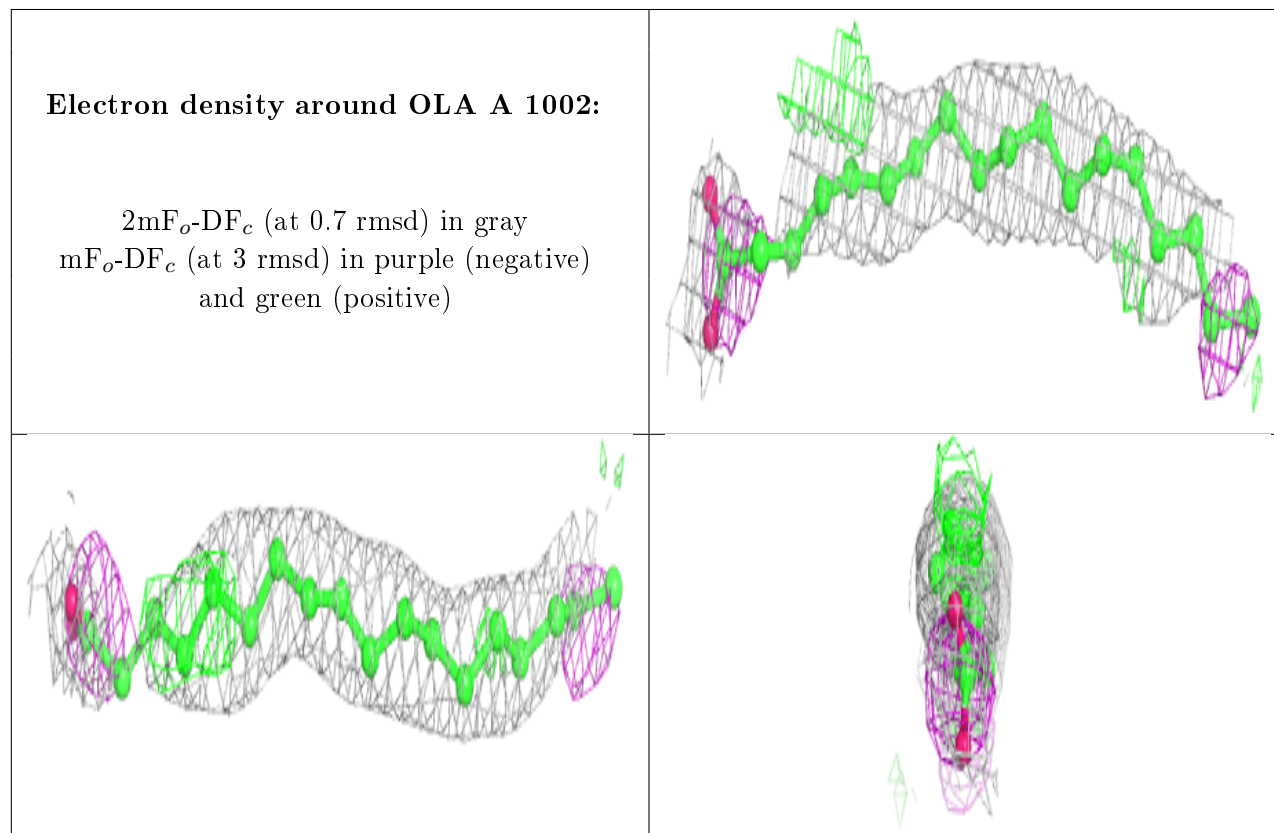 Electron density around OLA A 1002:
2mFₒ-DF𝒸 (at 0.7 rmsd) in gray
mFₒ-DF𝒸 (at 3 rmsd) in purple (negative)
and green (positive)